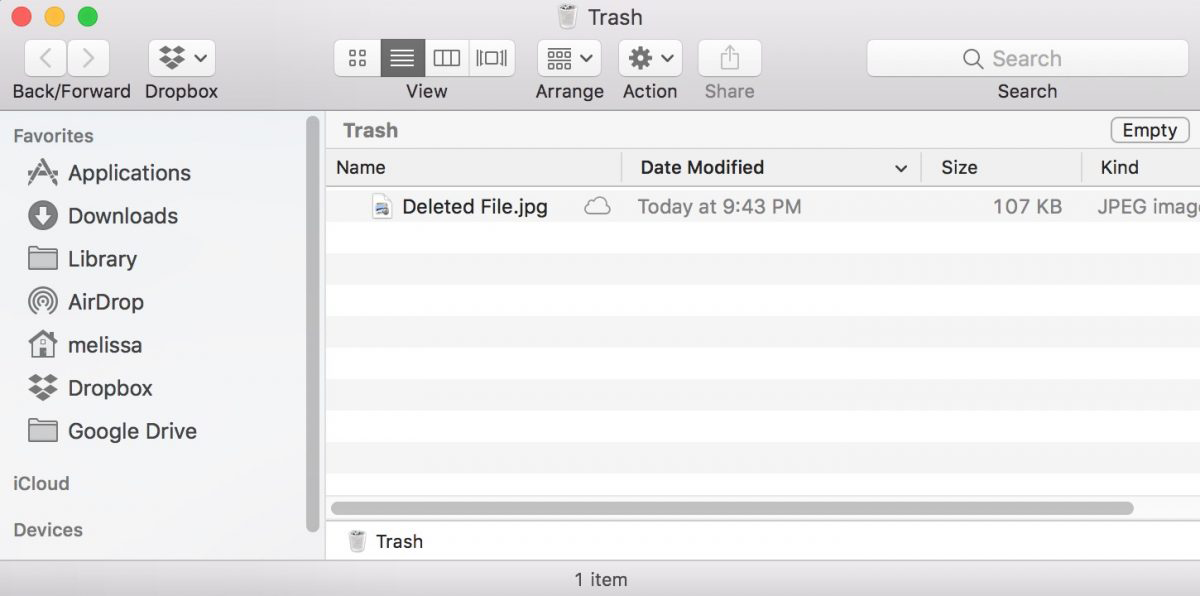 Trash
Search
Back/Forward Dropbox View Arrange Action Share Search
Favorites
Applications
Downloads
Library
AirDrop
melissa
Dropbox
Google Drive
iCloud
Devices
Trash Empty
Name Date Modified Size Kind
Deleted File.jpg Today at 9:43 PM 107 KB JPEG imag
Trash
1 item